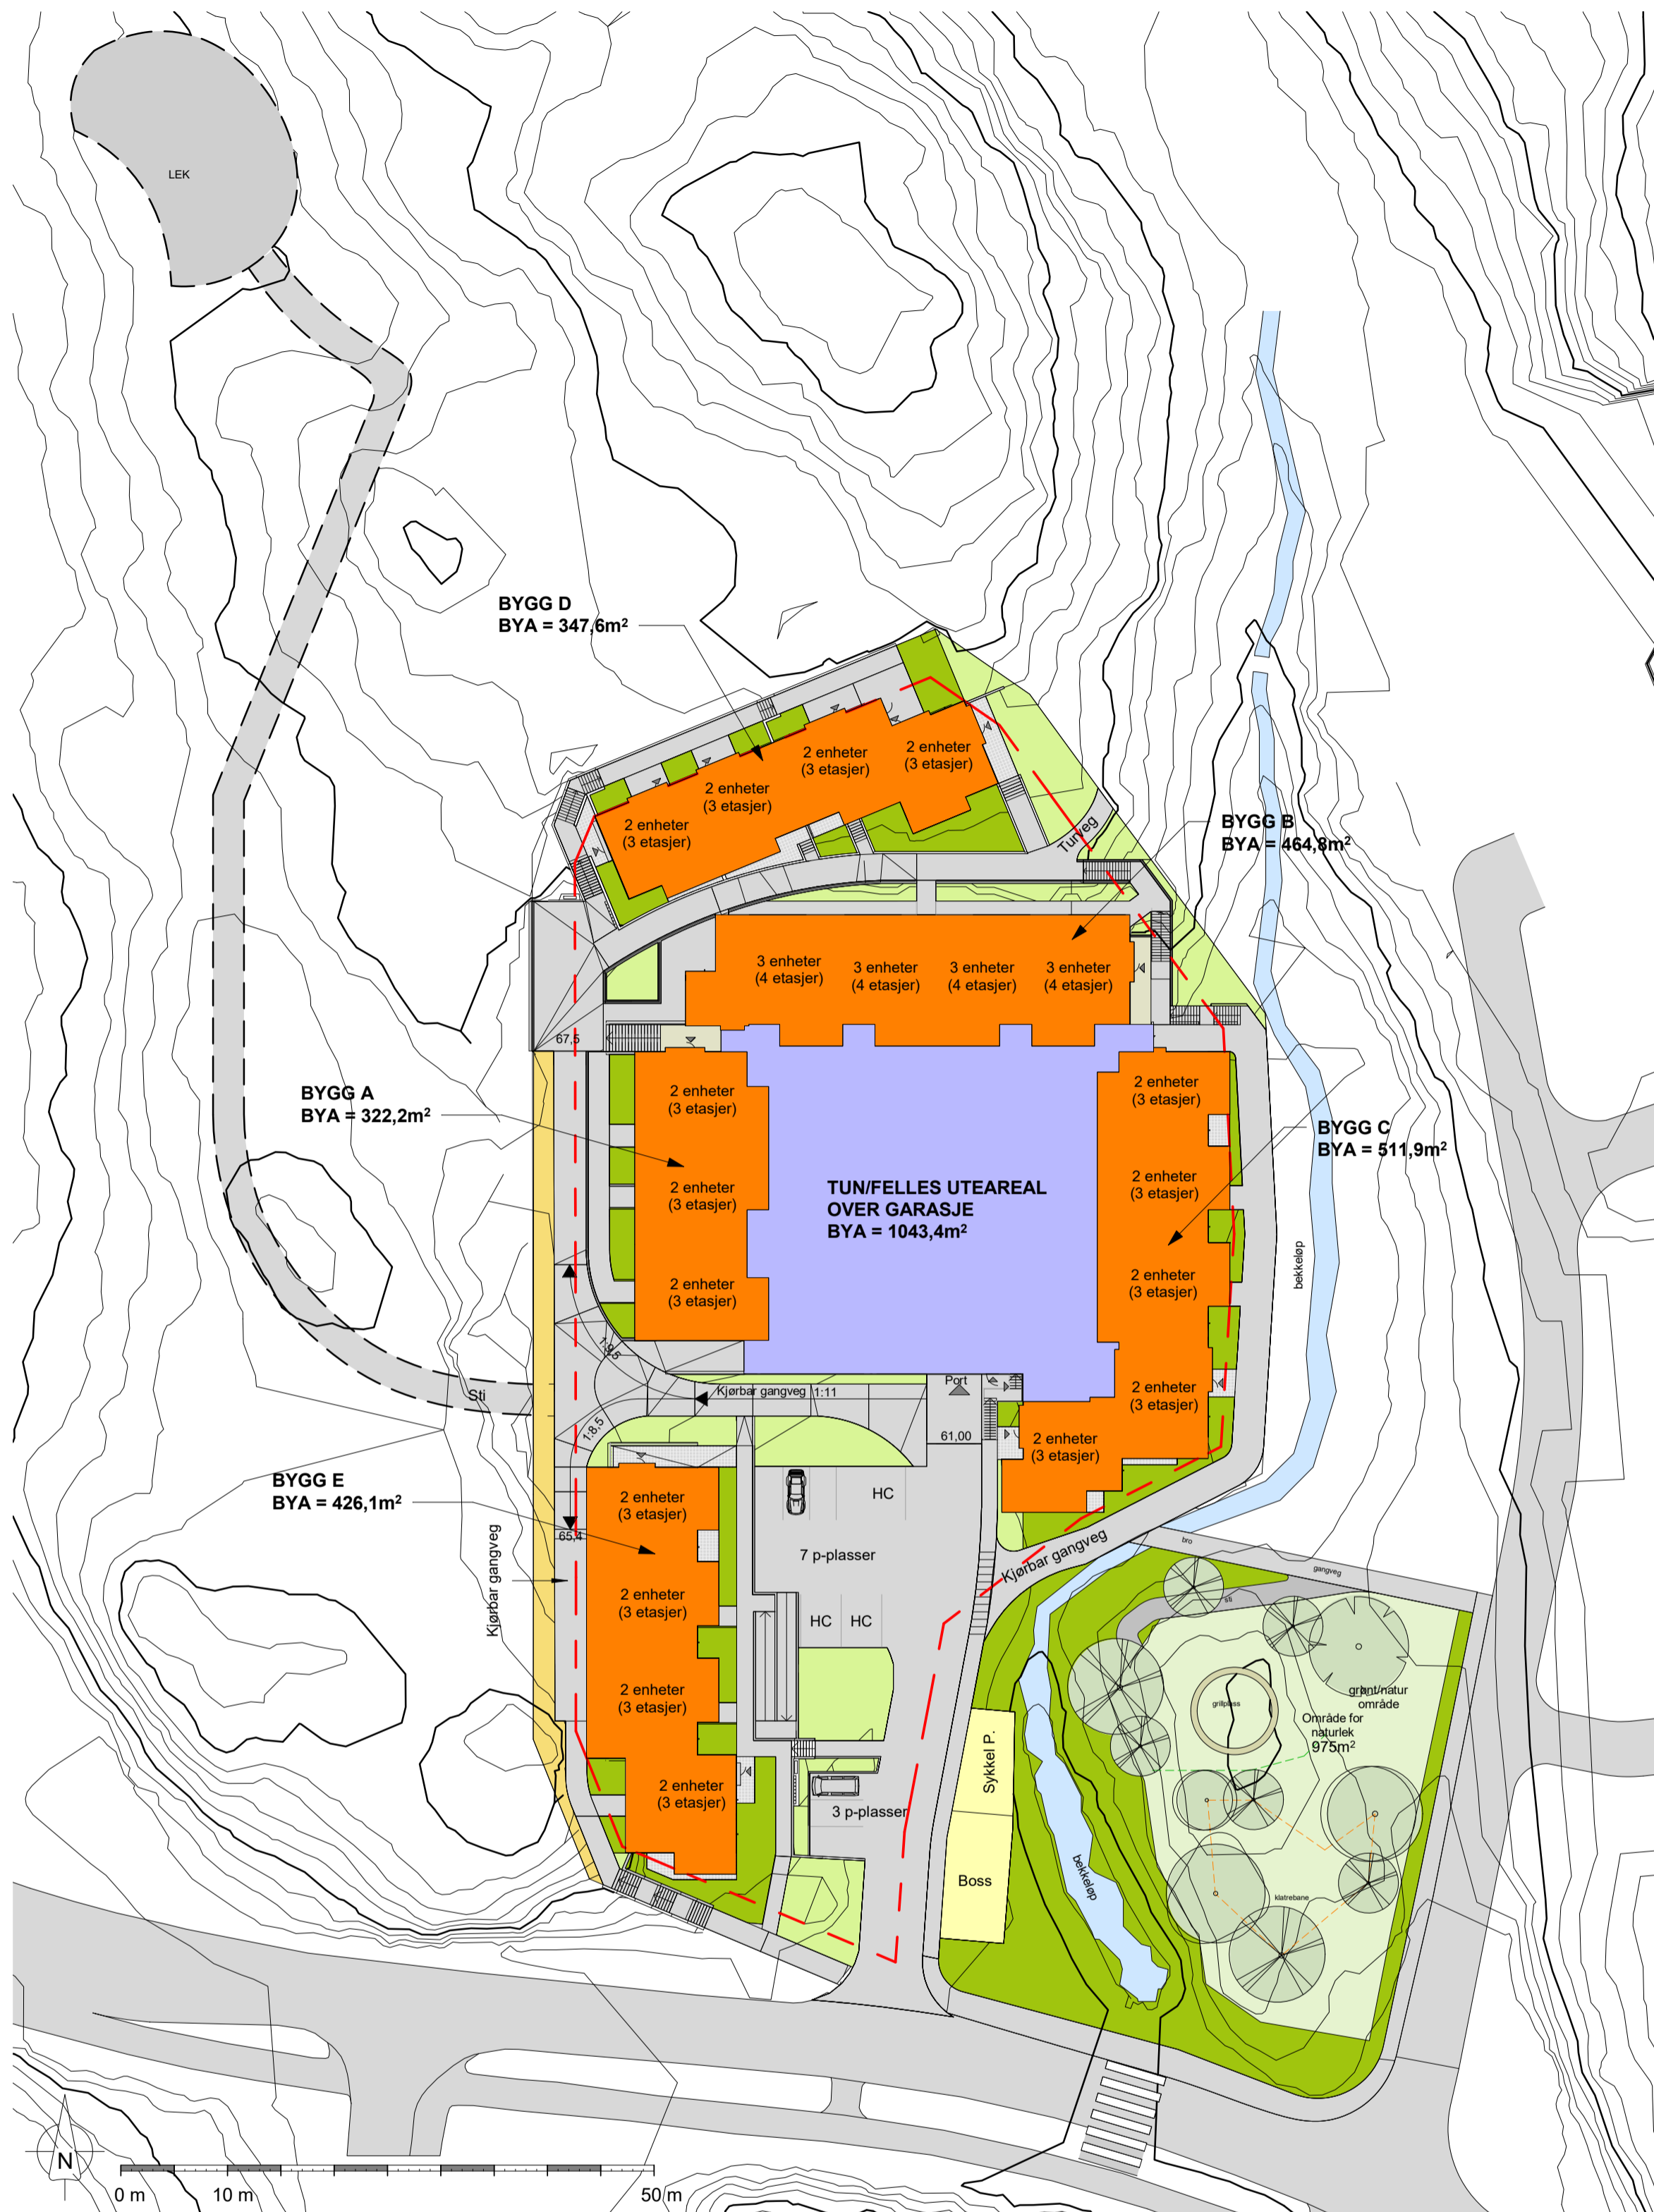 LEK
BYGG D
BYA = 347,6m²
2 enheter
(3 etasjer)
2 enheter
(3 etasjer)
2 enheter
(3 etasjer)
2 enheter
(3 etasjer)
Turveg
BYGG B
BYA = 464,8m²
3 enheter
(4 etasjer)
3 enheter
(4 etasjer)
3 enheter
(4 etasjer)
3 enheter
(4 etasjer)
67,5
BYGG A
BYA = 322,2m²
2 enheter
(3 etasjer)
2 enheter
(3 etasjer)
2 enheter
(3 etasjer)
TUN/FELLES UTEAREAL
OVER GARASJE
BYA = 1043,4m²
BYGG C
BYA = 511,9m²
2 enheter
(3 etasjer)
2 enheter
(3 etasjer)
2 enheter
(3 etasjer)
2 enheter
(3 etasjer)
2 enheter
(3 etasjer)
bekkeløp
1:9,5
Sti
Kjørbar gangveg 1:11
Port
1:8,5
61,00
BYGG E
BYA = 426,1m²
65,4
Kjørbar gangveg
2 enheter
(3 etasjer)
2 enheter
(3 etasjer)
2 enheter
(3 etasjer)
2 enheter
(3 etasjer)
HC
7 p-plasser
HC
HC
3 p-plasser
Kjørbar gangveg
bro
gangveg
sti
grillplass
grønt/natur
område
Område for
naturlek
975m²
klatrebane
Sykkel P.
Boss
bekkeløp
N
0 m
10 m
50 m